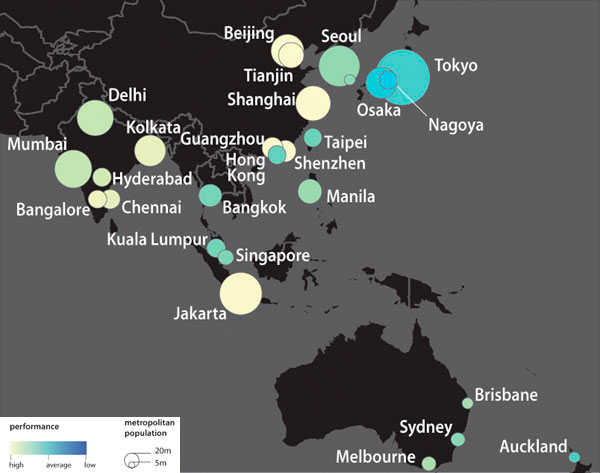 Beijing
Seoul
Tianjin
Tokyo
Shanghai
Osaka
Nagoya
Delhi
Kolkata
Guangzhou
Taipei
Mumbai
Hong
Kong
Shenzhen
Hyderabad
Manila
Bangalore
Chennai
Bangkok
Kuala Lumpur
Singapore
Jakarta
Brisbane
Sydney
Auckland
Melbourne
performance
high
average
low
metropolitan
population
20m
5m